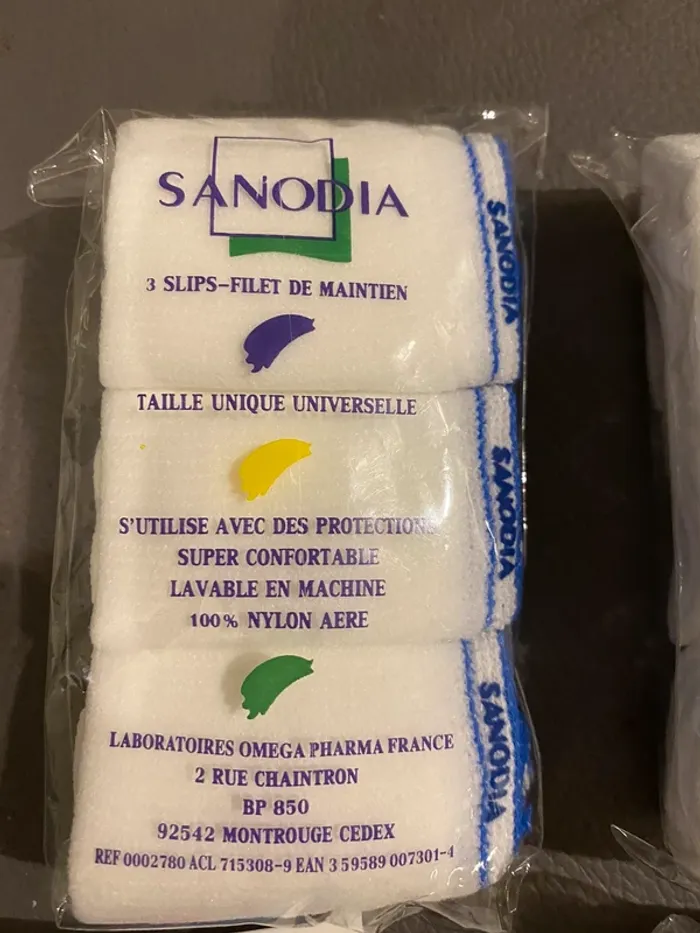 SANODIA
3 SLIPS-FILET DE MAINTIEN
TAILLE UNIQUE UNIVERSELLE
S'UTILISE AVEC DES PROTECTIONS
SUPER CONFORTABLE
LAVABLE EN MACHINE
100% NYLON AERE
LABORATOIRES OMEGA PHARMA FRANCE
2 RUE CHAINTRON
BP 850
92542 MONTROUGE CEDEX
REF 0002780 ACL 715308-9 EAN 3 59589 007301-4
SANODIA
SANODIA
SANODIA